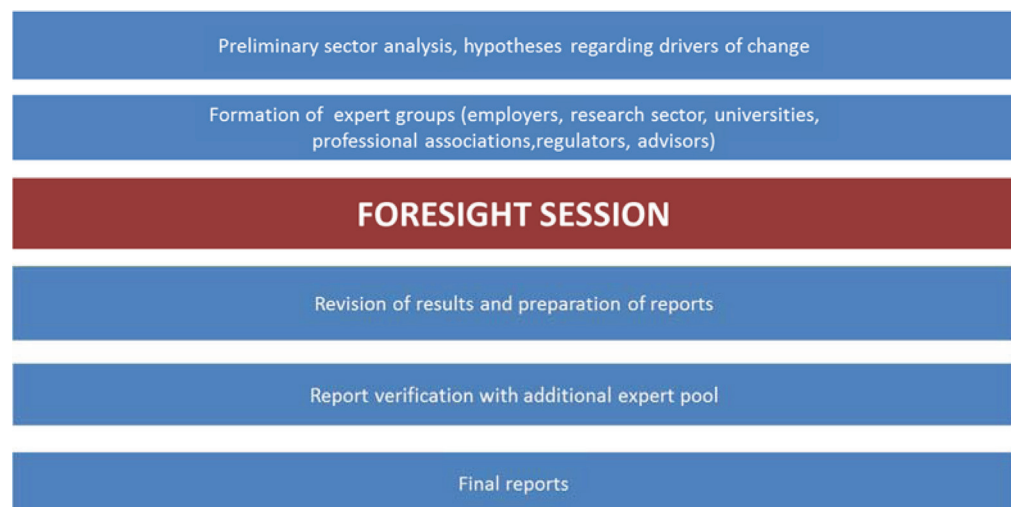 Preliminary sector analysis, hypotheses regarding drivers of change
Formation of expert groups (employers, research sector, universities,
professional associations,regulators, advisors)
FORESIGHT SESSION
Revision of results and preparation of reports
Report verification with additional expert pool
Final reports